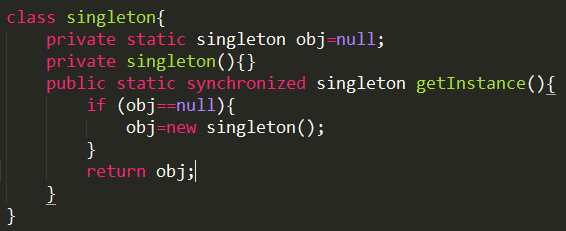 class singleton{
    private static singleton obj=null;
    private singleton(){}
    public static synchronized singleton getInstance(){
        if (obj==null){
            obj=new singleton();
        }
        return obj;
    }
}